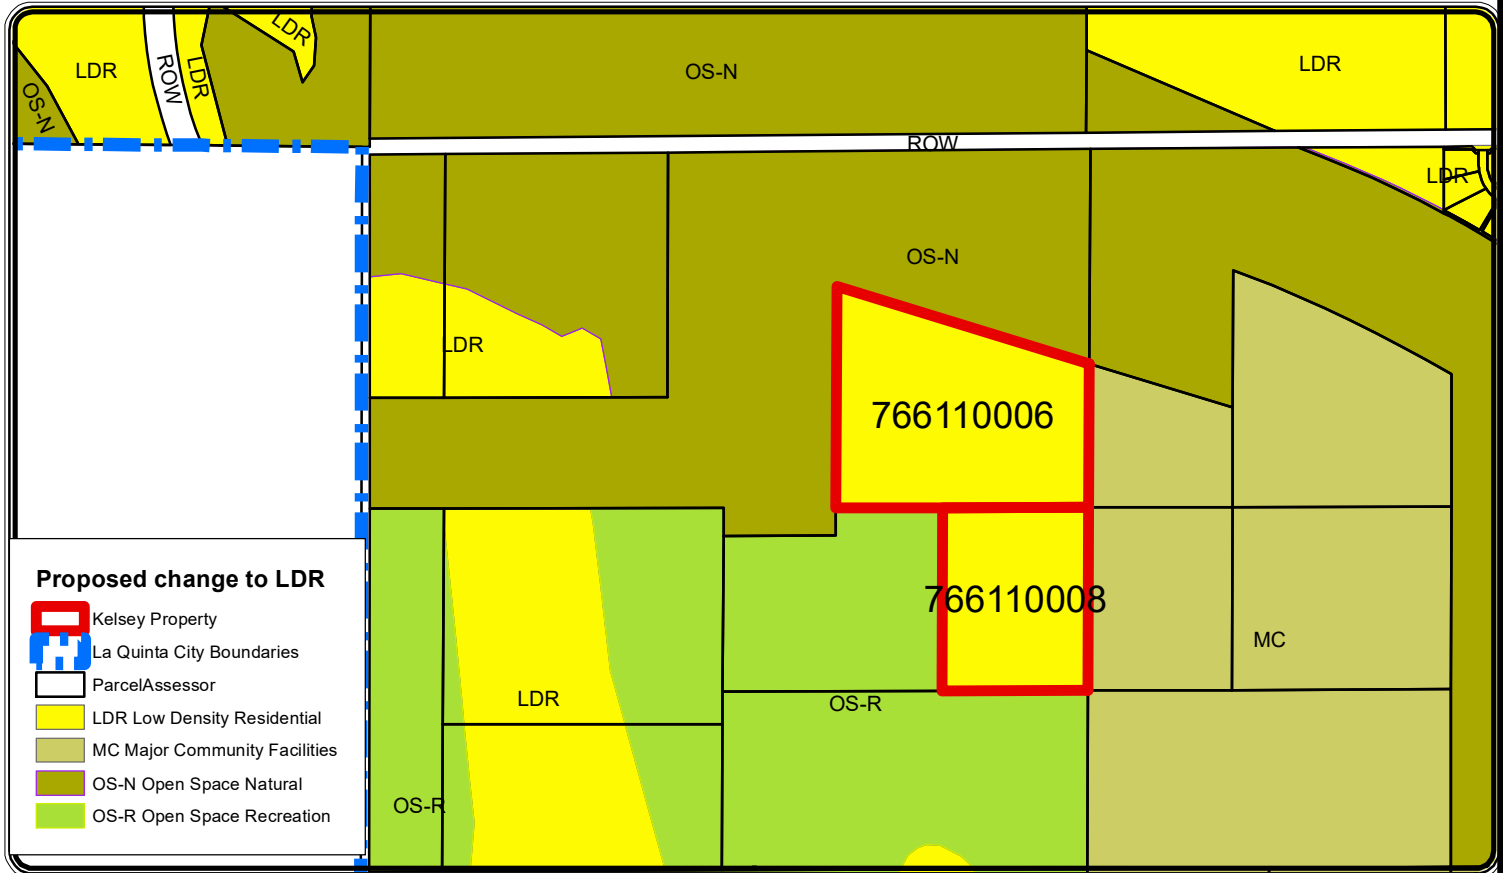 LDR
OS-N
ROW
LDR
LDR
OS-N
LDR
ROW
LDR
OS-N
LDR
766110006
766110008
MC
LDR
OS-R
OS-R
Proposed change to LDR
Kelsey Property
La Quinta City Boundaries
ParcelAssessor
LDR Low Density Residential
MC Major Community Facilities
OS-N Open Space Natural
OS-R Open Space Recreation